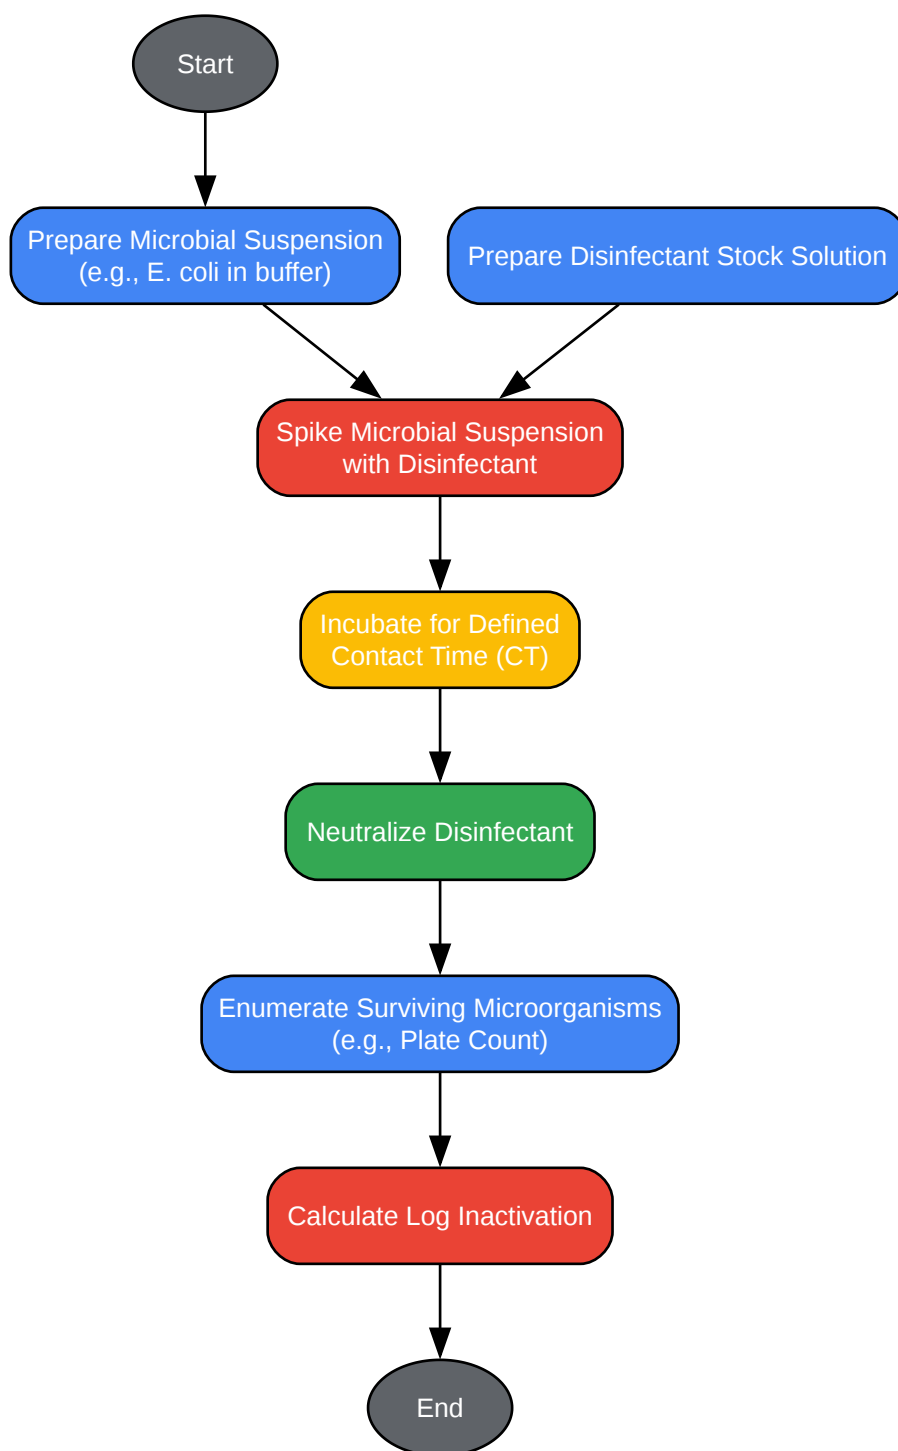 Start
Prepare Microbial Suspension
(e.g., E. coli in buffer)
Prepare Disinfectant Stock Solution
Spike Microbial Suspension
with Disinfectant
Incubate for Defined
Contact Time (CT)
Neutralize Disinfectant
Enumerate Surviving Microorganisms
(e.g., Plate Count)
Calculate Log Inactivation
End